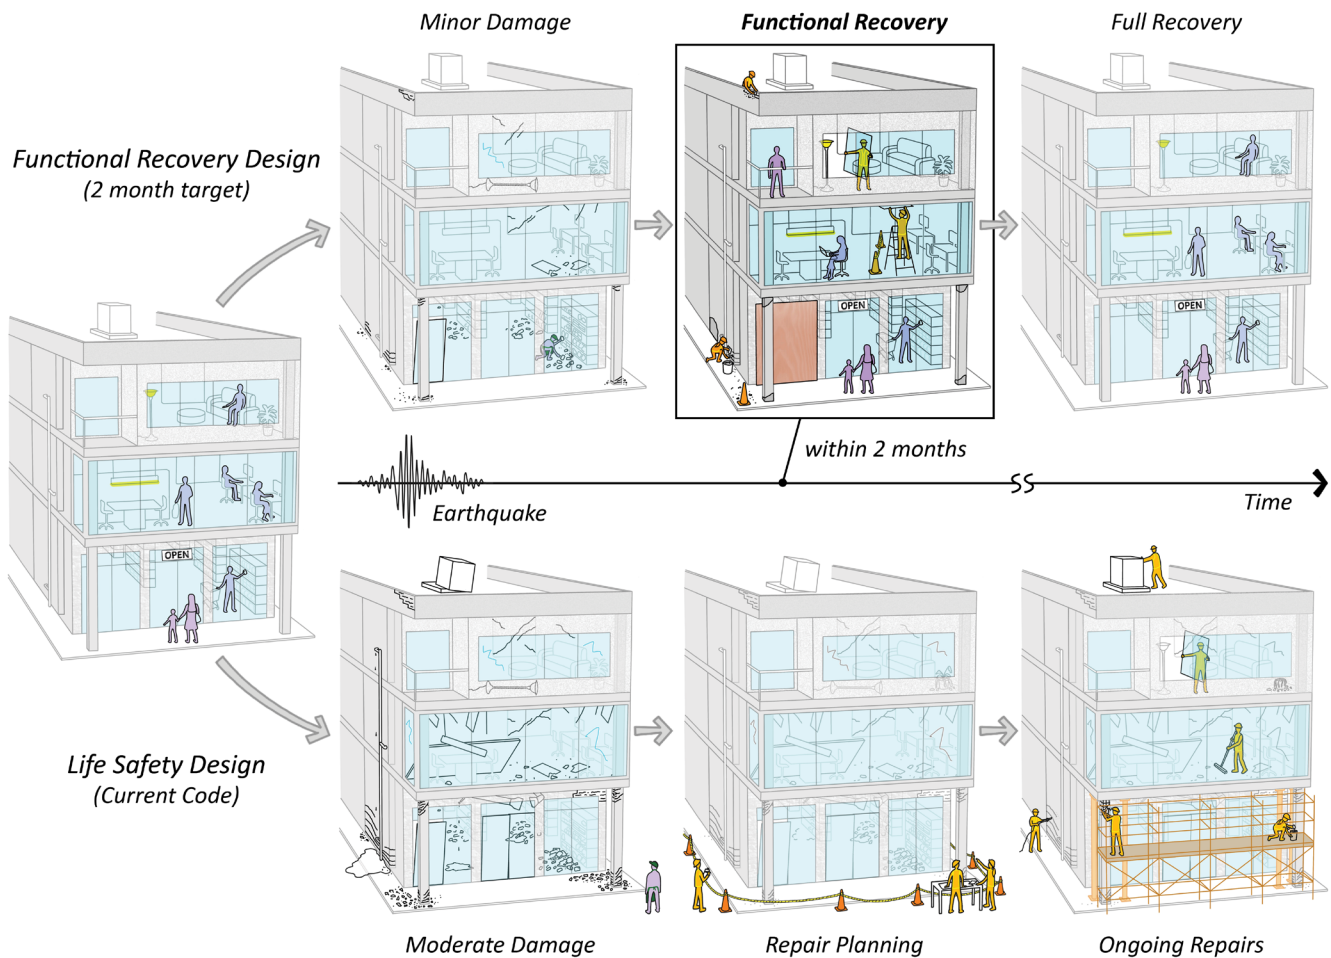 Minor Damage
Functional Recovery
Full Recovery
Functional Recovery Design
(2 month target)
OPEN
OPEN
within 2 months
Earthquake
Time
OPEN
Life Safety Design
(Current Code)
Moderate Damage
Repair Planning
Ongoing Repairs